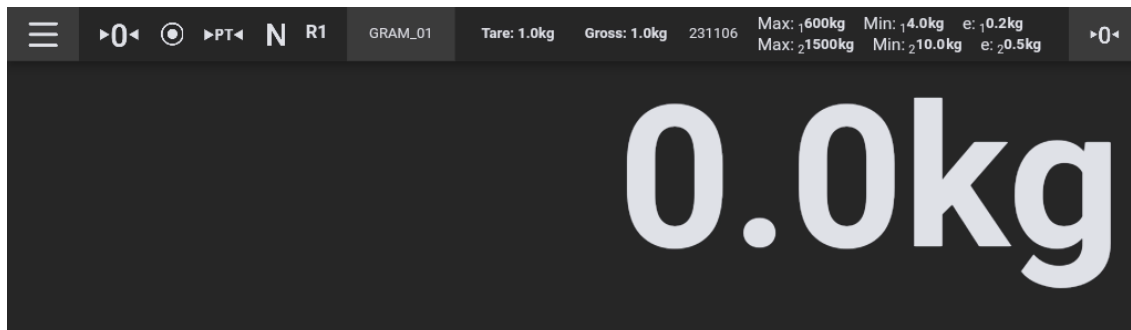 ▸0◂ ▸PT◂ N R1 GRAM_01 Tare: 1.0kg Gross: 1.0kg 231106
Max: ₁600kg Min: ₁4.0kg e: ₁0.2kg
Max: ₂1500kg Min: ₂10.0kg e: ₂0.5kg
▸0◂
0.0kg